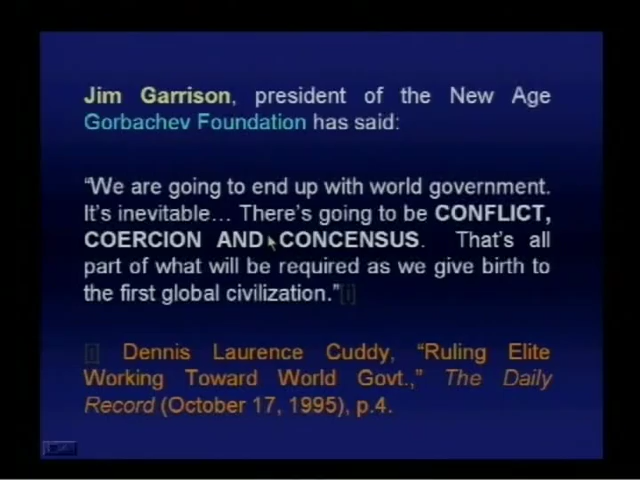 Jim Garrison, president of the New Age
Gorbachev Foundation has said:
“We are going to end up with world government.
It’s inevitable… There’s going to be CONFLICT,
COERCION AND CONCENSUS. That’s all
part of what will be required as we give birth to
the first global civilization.”[i]
[i] Dennis Laurence Cuddy, “Ruling Elite
Working Toward World Govt.,” The Daily
Record (October 17, 1995), p.4.